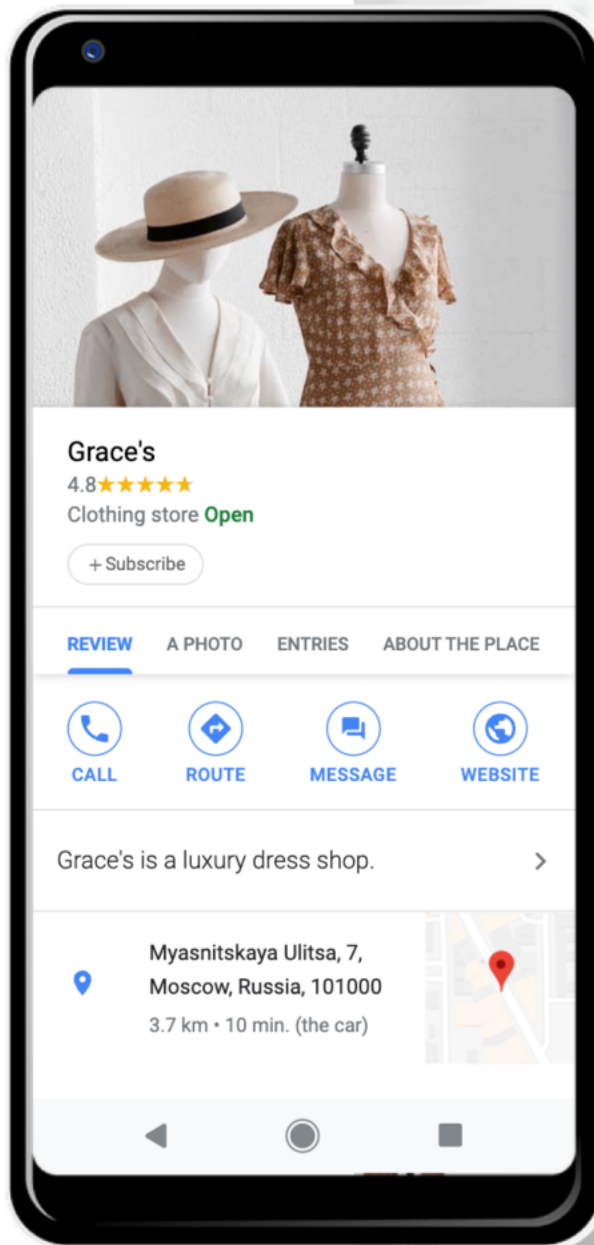 Grace's
4.8
Clothing store Open
+ Subscribe
REVIEW A PHOTO ENTRIES ABOUT THE PLACE
CALL ROUTE MESSAGE WEBSITE
Grace's is a luxury dress shop.
Myasnitskaya Ulitsa, 7,
Moscow, Russia, 101000
3.7 km • 10 min. (the car)